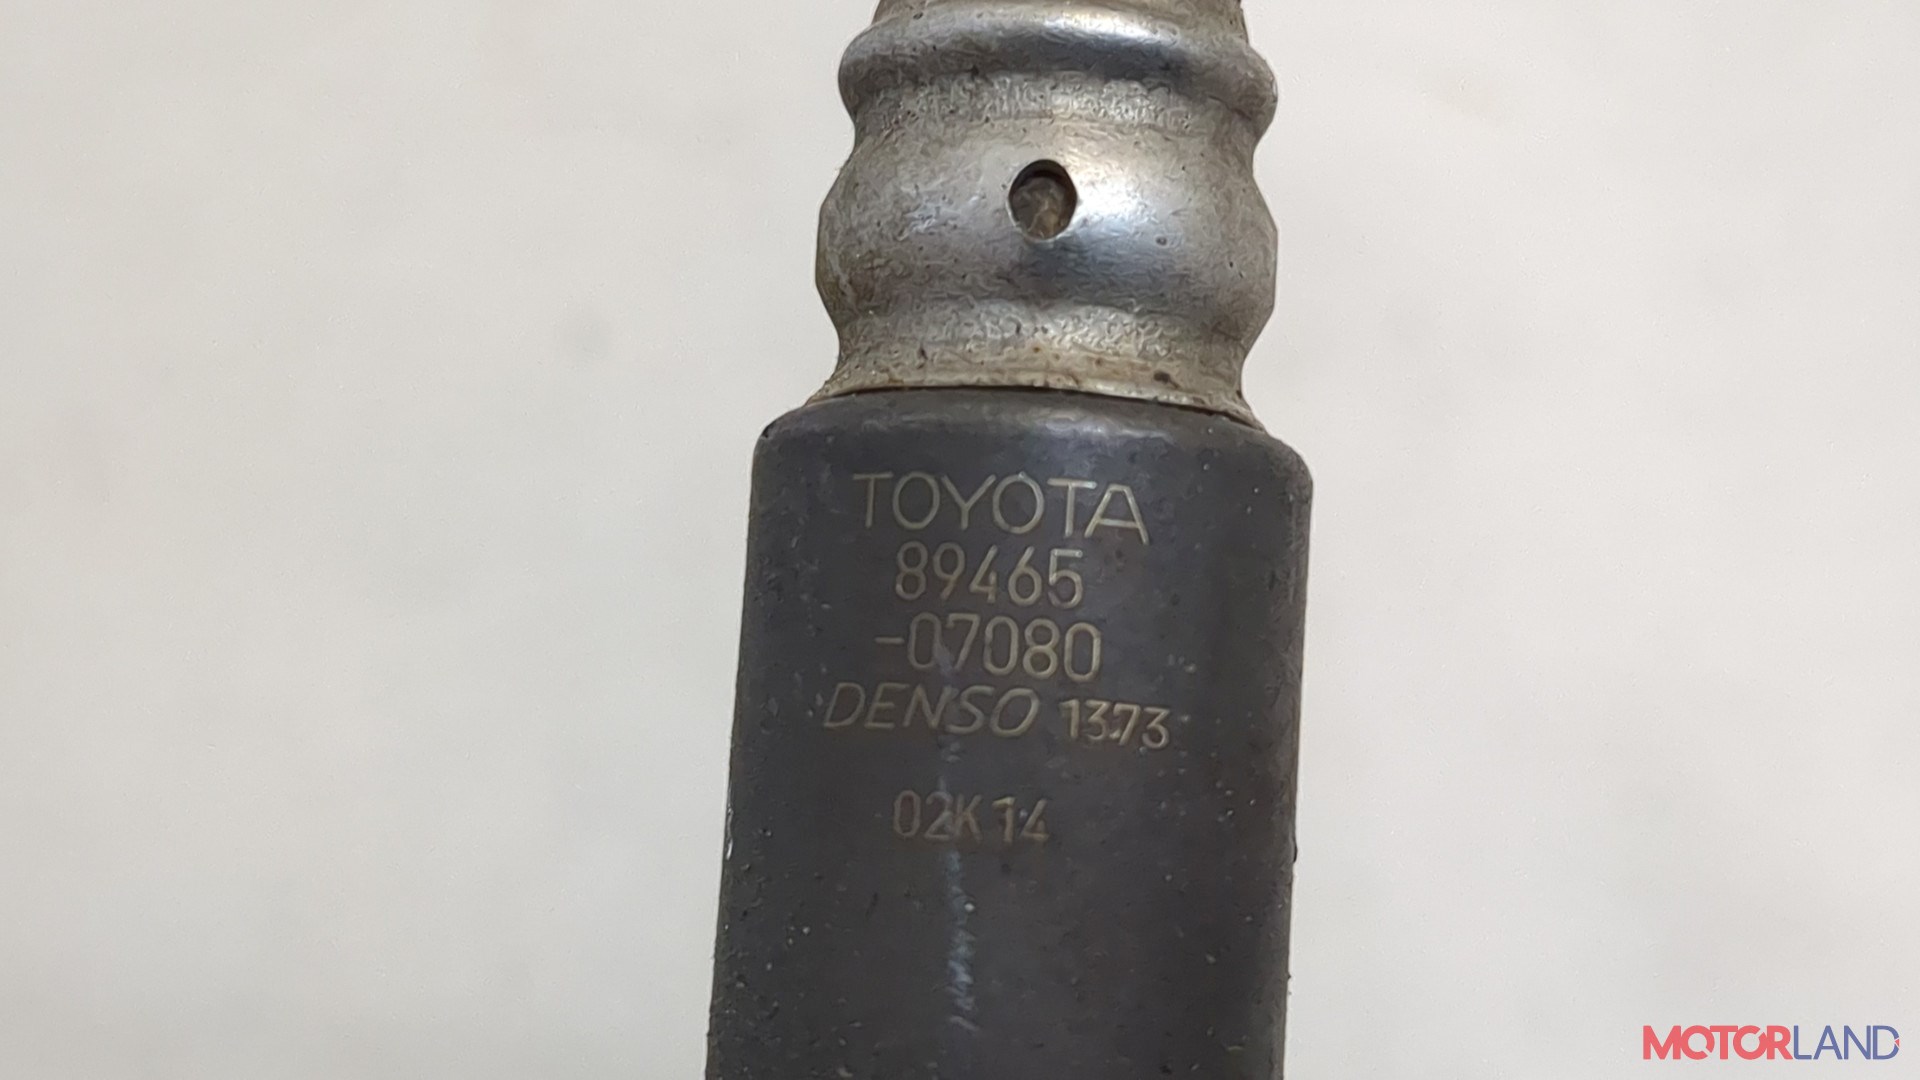 TOYOTA
89465
-07080
DENSO 1373
02K14
MOTORLAND